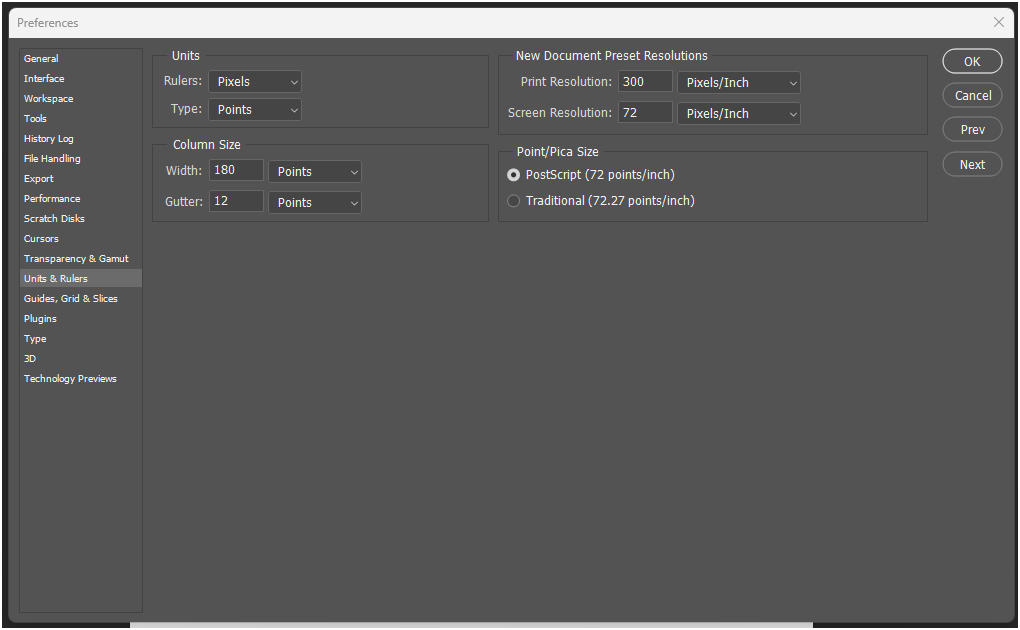 Preferences
General
Interface
Workspace
Tools
History Log
File Handling
Export
Performance
Scratch Disks
Cursors
Transparency & Gamut
Units & Rulers
Guides, Grid & Slices
Plugins
Type
3D
Technology Previews
Units
Rulers: Pixels
Type: Points
Column Size
Width: 180 Points
Gutter: 12 Points
New Document Preset Resolutions
Print Resolution: 300 Pixels/Inch
Screen Resolution: 72 Pixels/Inch
Point/Pica Size
PostScript (72 points/inch)
Traditional (72.27 points/inch)
OK
Cancel
Prev
Next